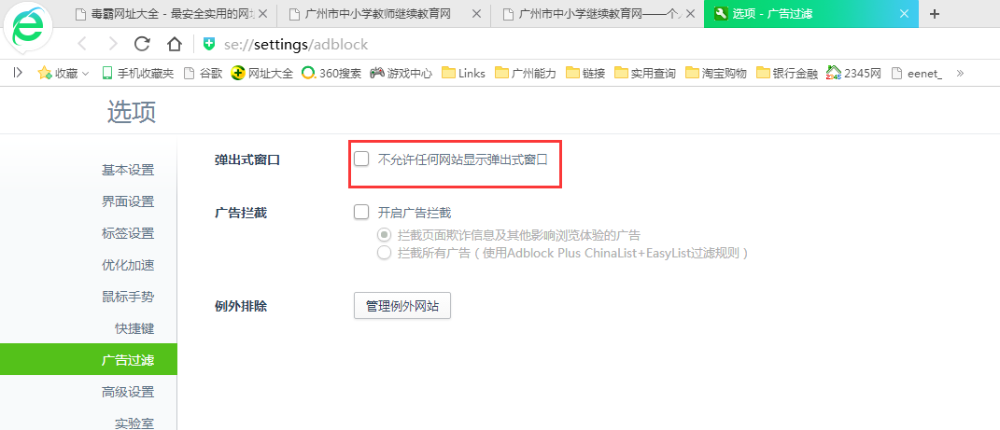 毒霸网址大全 - 最安全实用的网址
广州市中小学教师继续教育网
广州市中小学继续教育网——个人
选项 - 广告过滤
se://settings/adblock
收藏
手机收藏夹
谷歌
网址大全
360搜索
游戏中心
Links
广州能力
链接
实用查询
淘宝购物
银行金融
2345
2345网
eenet_
选项
基本设置
界面设置
标签设置
优化加速
鼠标手势
快捷键
广告过滤
高级设置
实验室
弹出式窗口
不允许任何网站显示弹出式窗口
广告拦截
开启广告拦截
拦截页面欺诈信息及其他影响浏览体验的广告
拦截所有广告（使用Adblock Plus ChinaList+EasyList过滤规则）
例外排除
管理例外网站